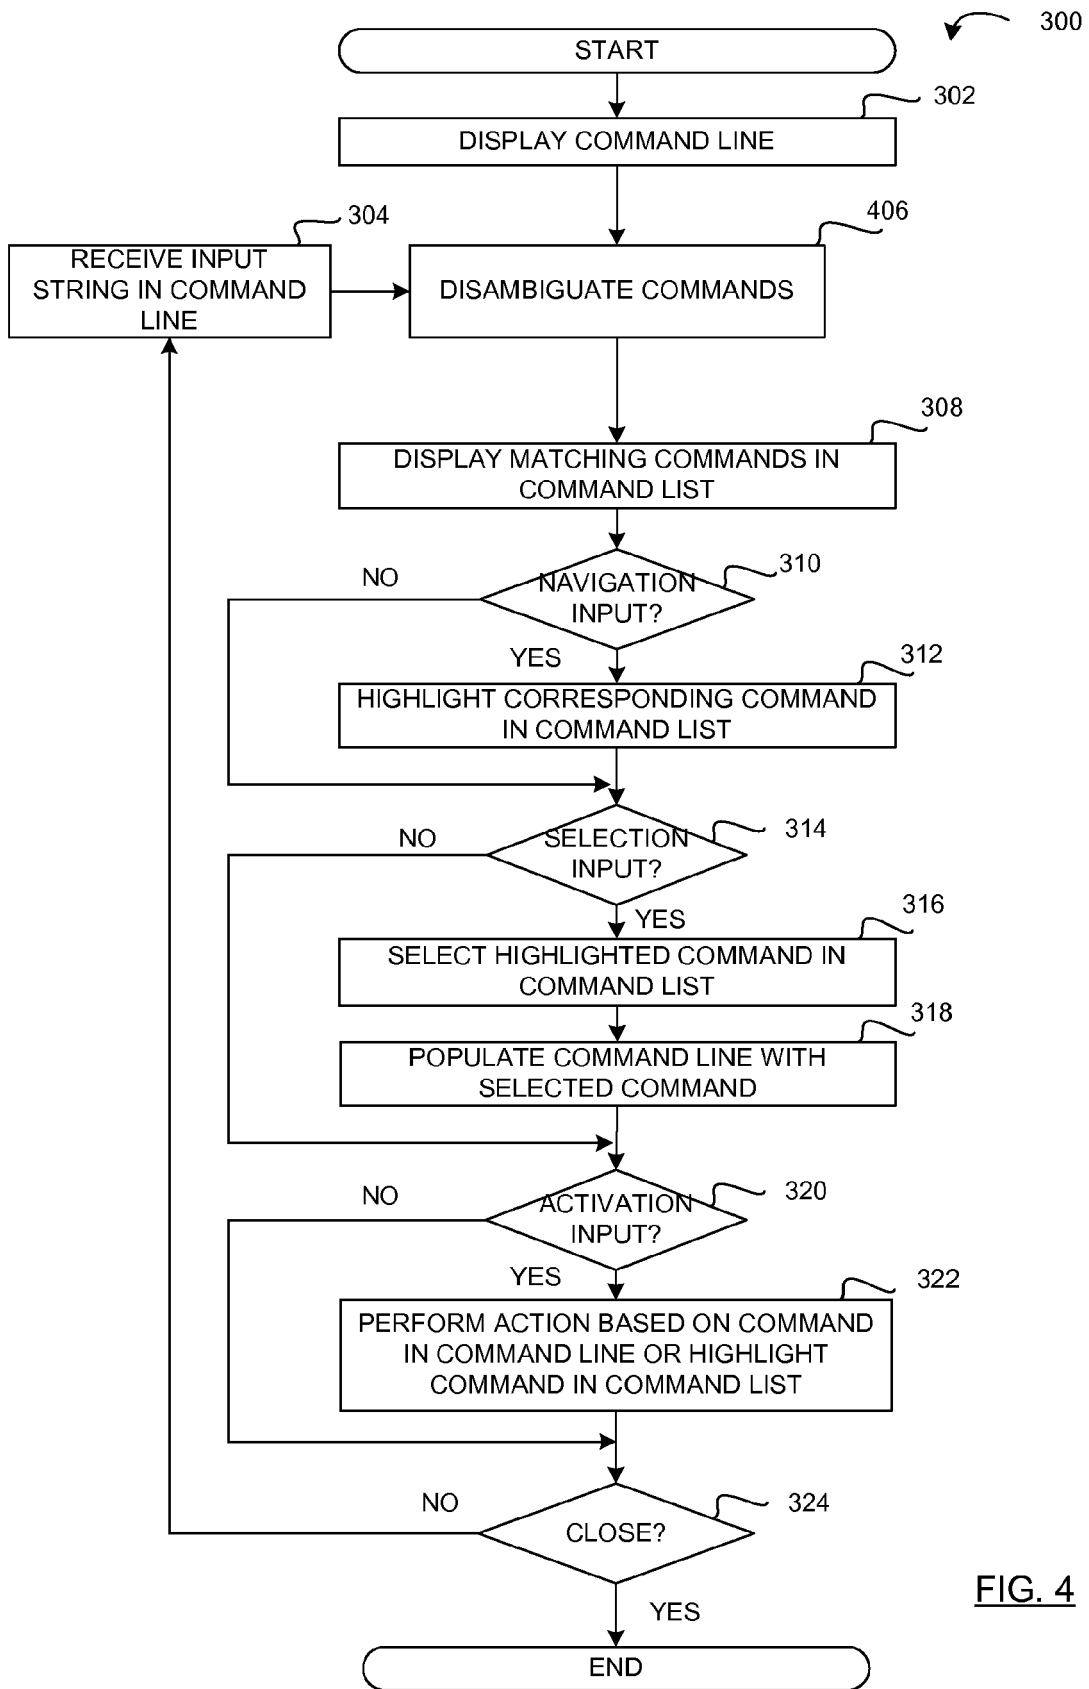 300
START
302
DISPLAY COMMAND LINE
304
406
RECEIVE INPUT
STRING IN COMMAND
LINE
DISAMBIGUATE COMMANDS
308
DISPLAY MATCHING COMMANDS IN
COMMAND LIST
310
NO
NAVIGATION
INPUT?
YES
312
HIGHLIGHT CORRESPONDING COMMAND
IN COMMAND LIST
NO
314
SELECTION
INPUT?
YES
316
SELECT HIGHLIGHTED COMMAND IN
COMMAND LIST
318
POPULATE COMMAND LINE WITH
SELECTED COMMAND
NO
320
ACTIVATION
INPUT?
YES
322
PERFORM ACTION BASED ON COMMAND
IN COMMAND LINE OR HIGHLIGHT
COMMAND IN COMMAND LIST
NO
324
CLOSE?
FIG. 4
YES
END